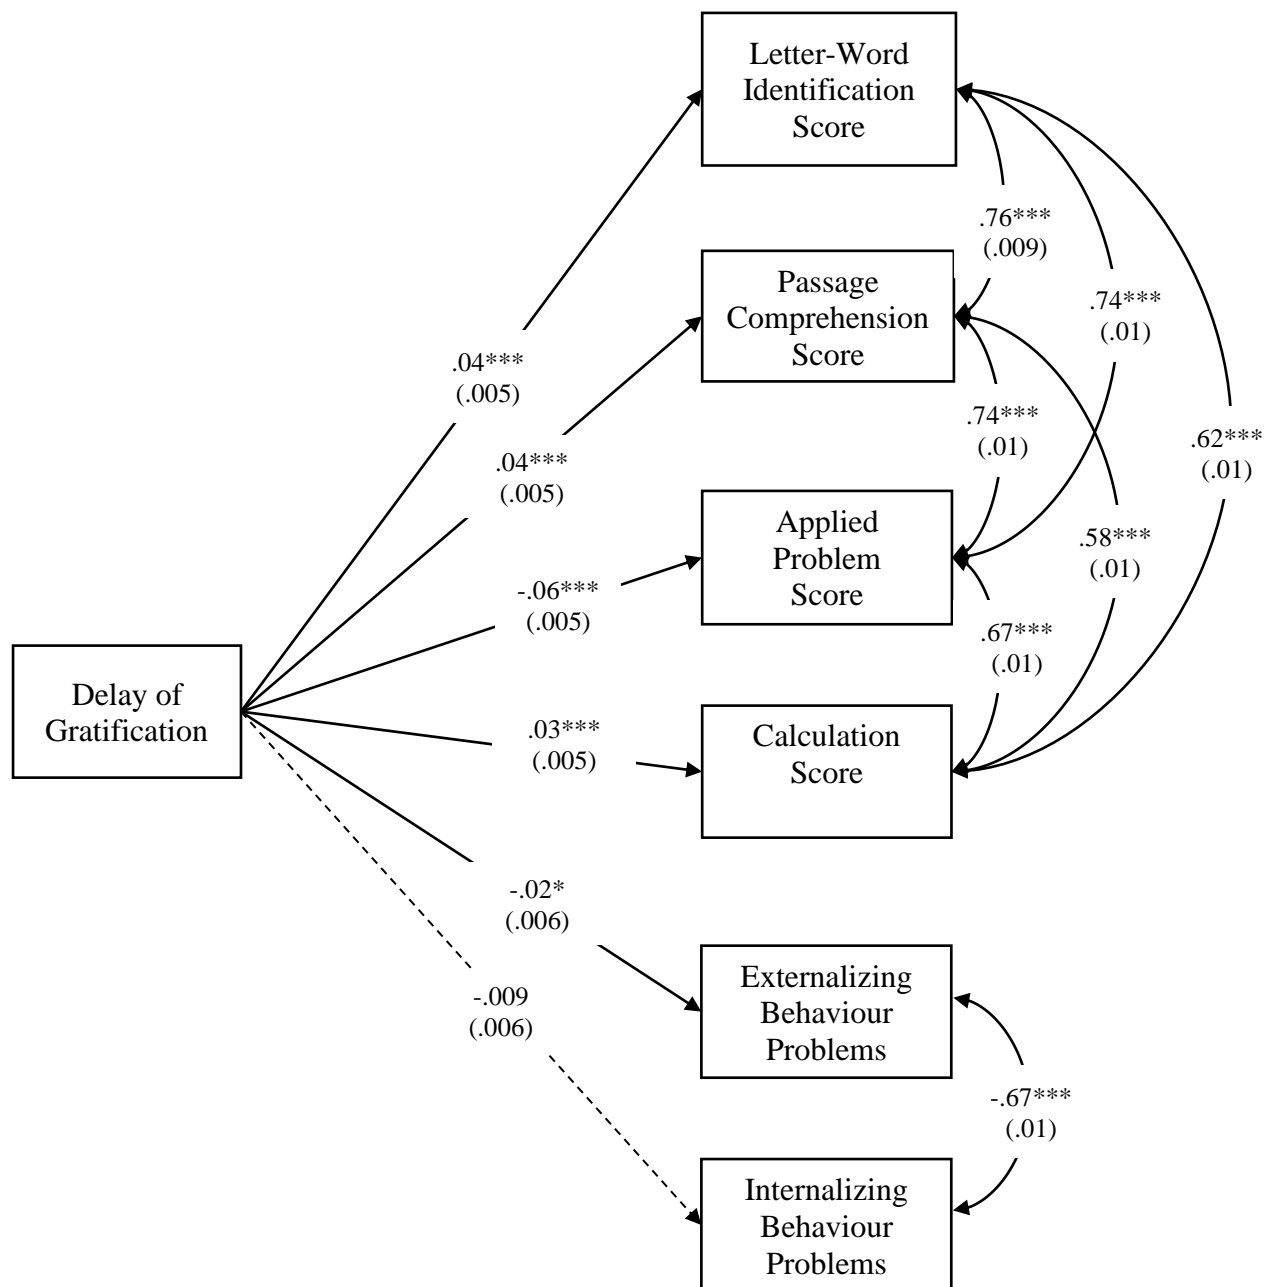 Letter-Word
Identification
Score
.76***
(.009)
Passage
Comprehension
Score
.74***
(.01)
.04***
(.005)
.74***
(.01)
.62***
(.01)
.04***
(.005)
Applied
Problem
Score
.58***
(.01)
-.06***
(.005)
.67***
(.01)
Delay of
Gratification
.03***
(.005)
Calculation
Score
-.02*
(.006)
Externalizing
Behaviour
Problems
-.009
(.006)
-.67***
(.01)
Internalizing
Behaviour
Problems